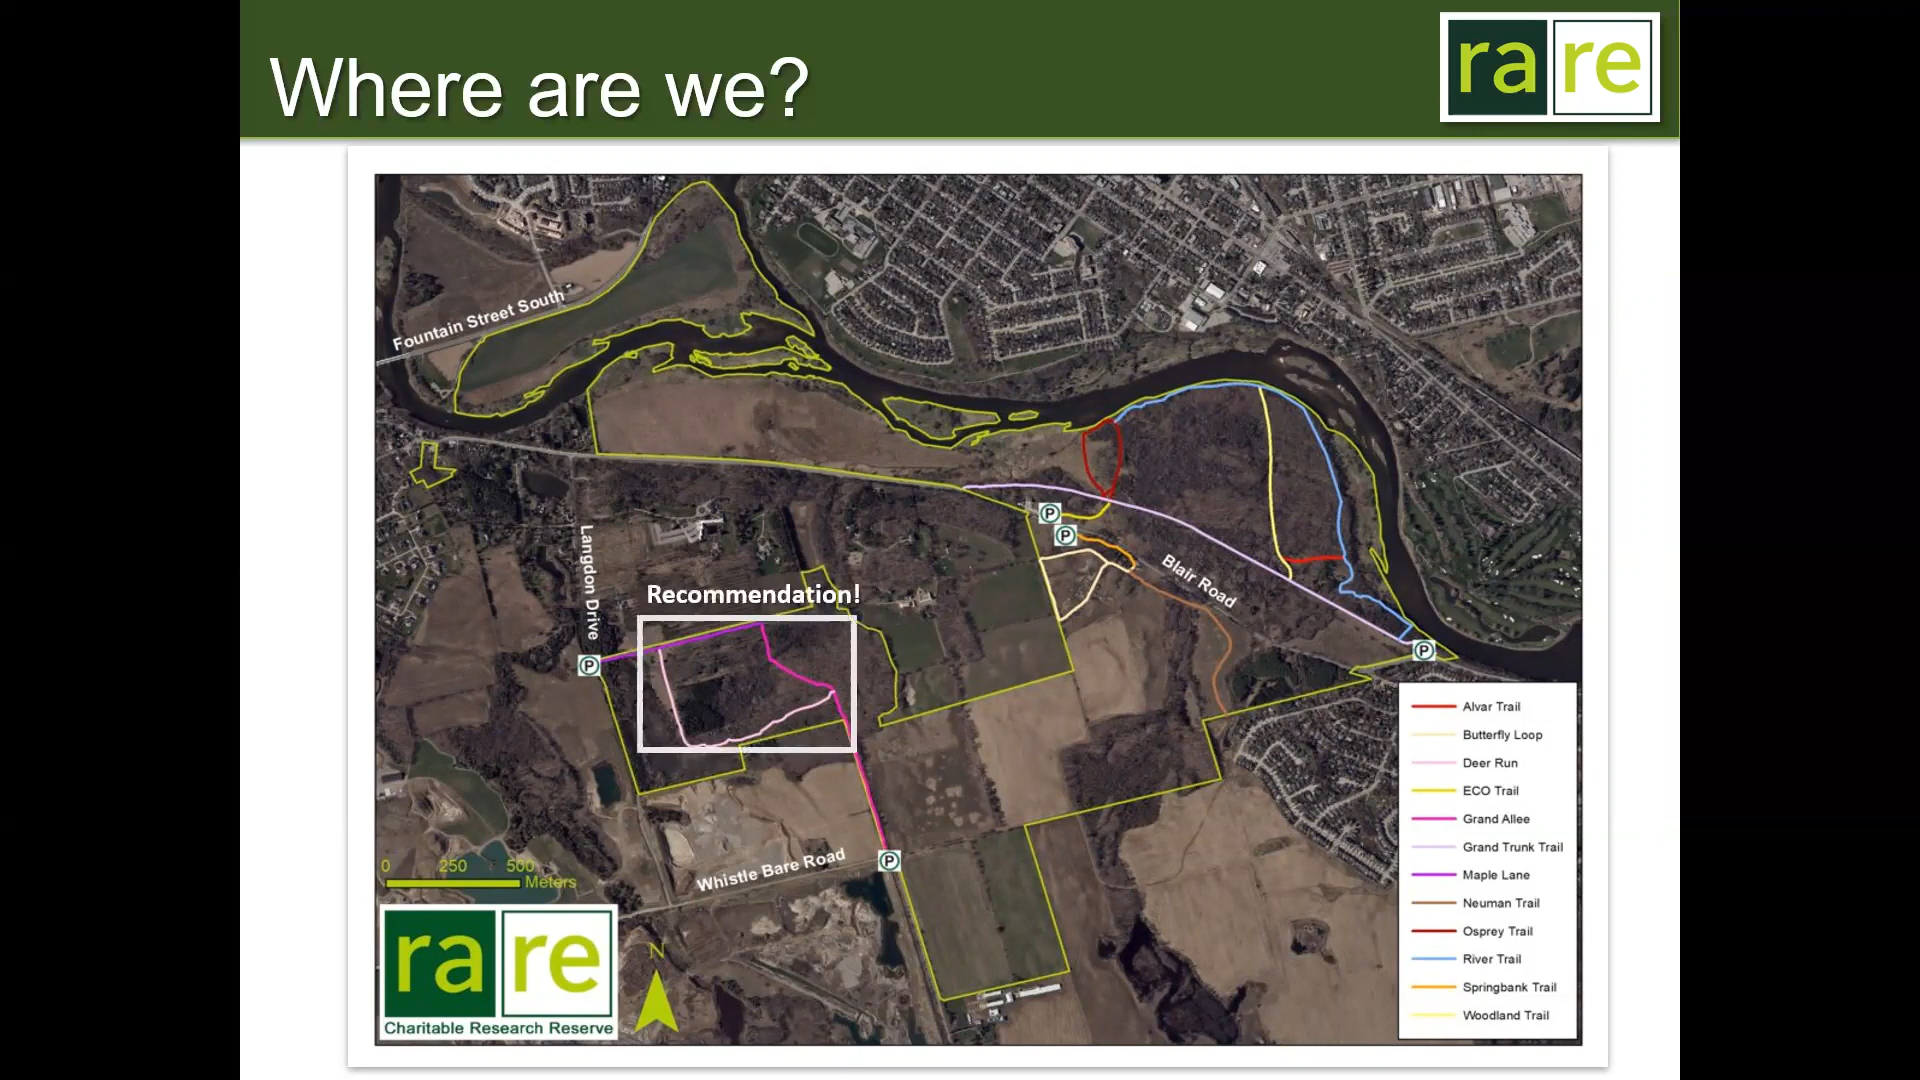 Where are we?
rare
Fountain Street South
Langdon Drive
P
P
Blair Road
Recommendation!
P
P
Alvar Trail
Butterfly Loop
Deer Run
ECO Trail
Grand Allee
Grand Trunk Trail
Maple Lane
Neuman Trail
Osprey Trail
River Trail
Springbank Trail
Woodland Trail
Whistle Bare Road
P
0 250 500
Meters
rare
Charitable Research Reserve
N